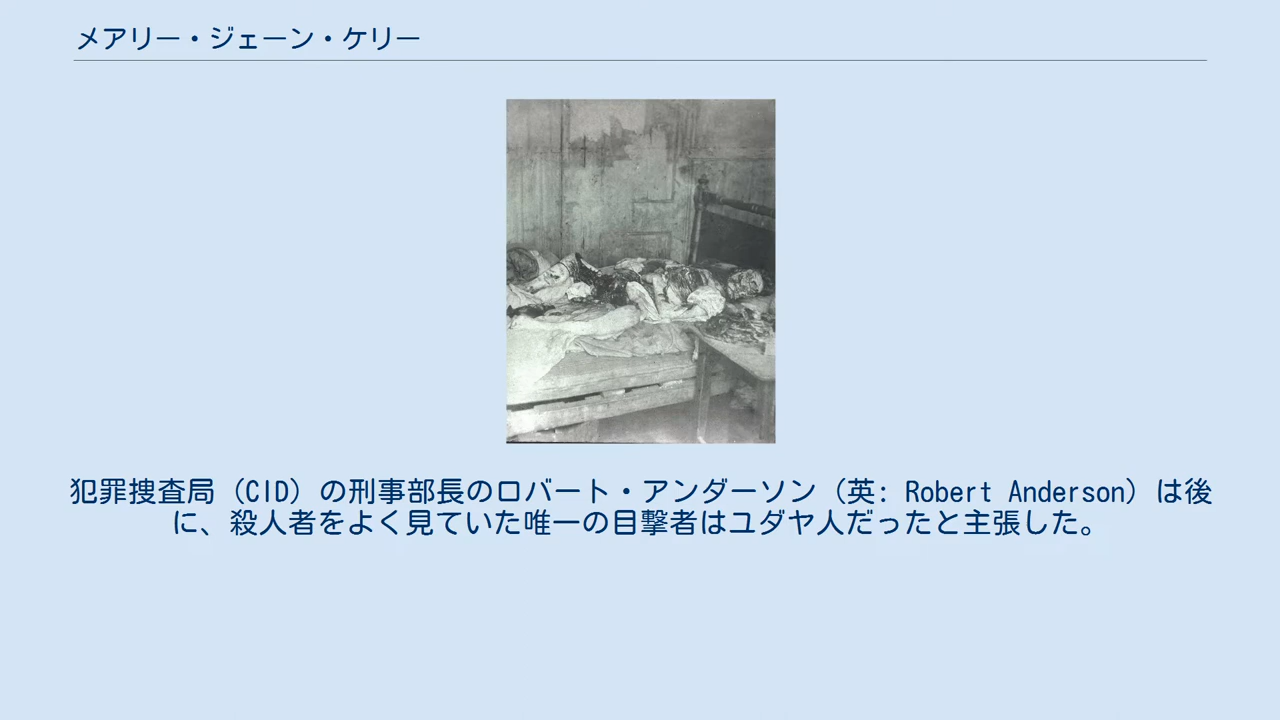 メアリー・ジェーン・ケリー
犯罪捜査局（CID）の刑事部長のロバート・アンダーソン（英: Robert Anderson）は後
に、殺人者をよく見ていた唯一の目撃者はユダヤ人だったと主張した。